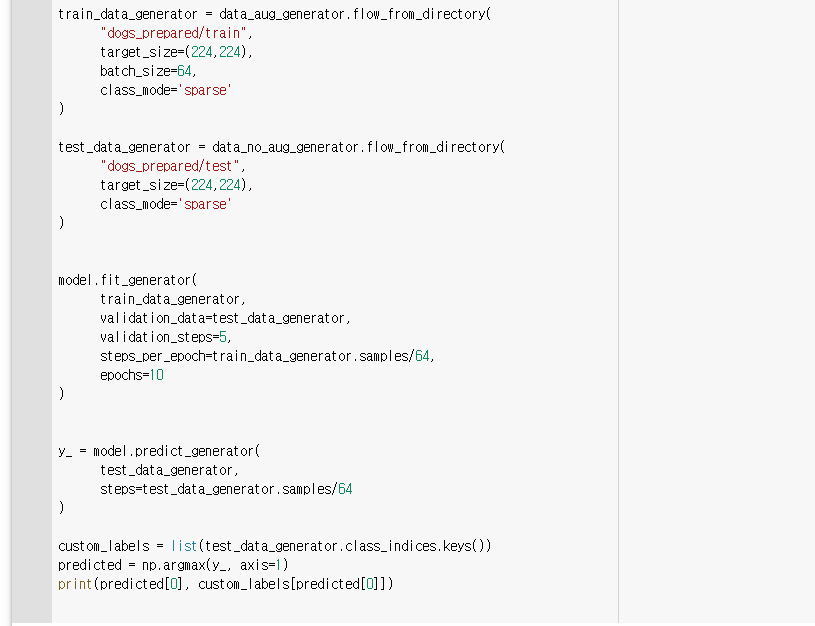 train_data_generator = data_aug_generator.flow_from_directory(
      "dogs_prepared/train",
      target_size=(224,224),
      batch_size=64,
      class_mode='sparse'
)

test_data_generator = data_no_aug_generator.flow_from_directory(
      "dogs_prepared/test",
      target_size=(224,224),
      class_mode='sparse'
)


model.fit_generator(
      train_data_generator,
      validation_data=test_data_generator,
      validation_steps=5,
      steps_per_epoch=train_data_generator.samples/64,
      epochs=10
)


y_ = model.predict_generator(
      test_data_generator,
      steps=test_data_generator.samples/64
)

custom_labels = list(test_data_generator.class_indices.keys())
predicted = np.argmax(y_, axis=1)
print(predicted[0], custom_labels[predicted[0]])